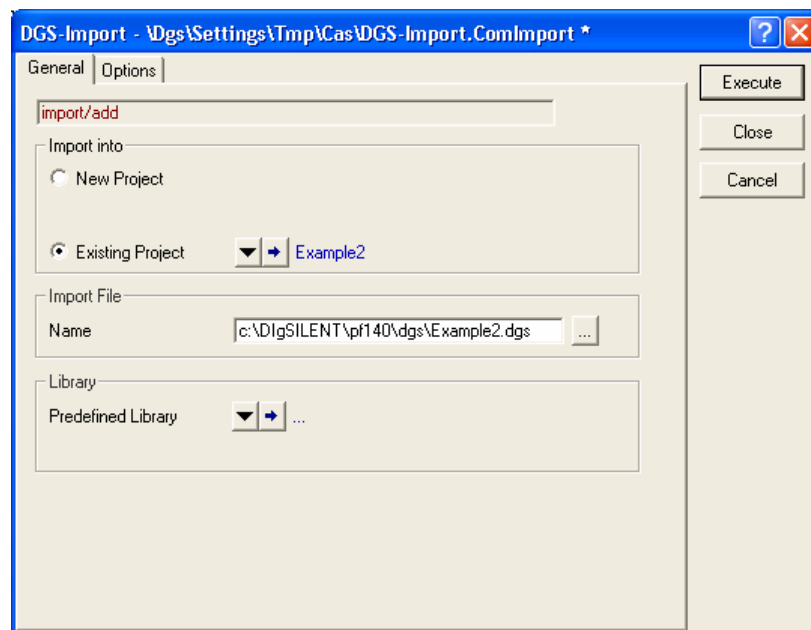 DGS-Import - \Dgs\Settings\Tmp\Cas\DGS-Import.ComImport * ?
General Options
Execute
import/add
Close
Import into
New Project
Cancel
Existing Project Example2
Import File
Name c:\DIgSILENT\pf140\dgs\Example2.dgs ...
Library
Predefined Library ...